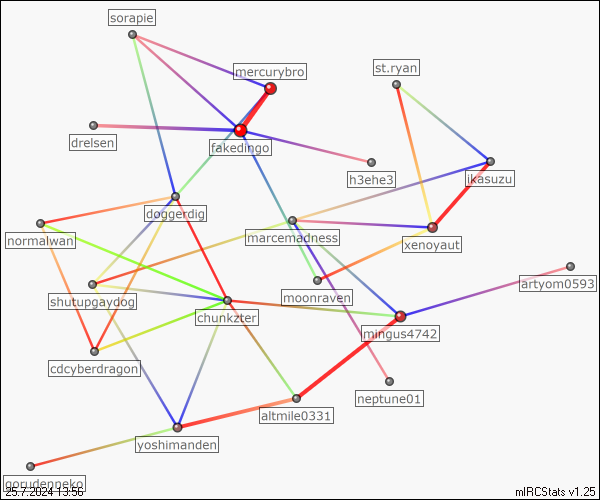 sorapie
mercurybro
st.ryan
drelsen
fakedingo
h3ehe3
ikasuzu
doggerdig
normalwan
marcemadness
xenoyaut
shutupgaydog
moonraven
artyom0593
chunkzter
mingus4742
cdcyberdragon
neptune01
altmile0331
yoshimanden
gorudenneko
25.7.2024 13:56
mIRCStats v1.25